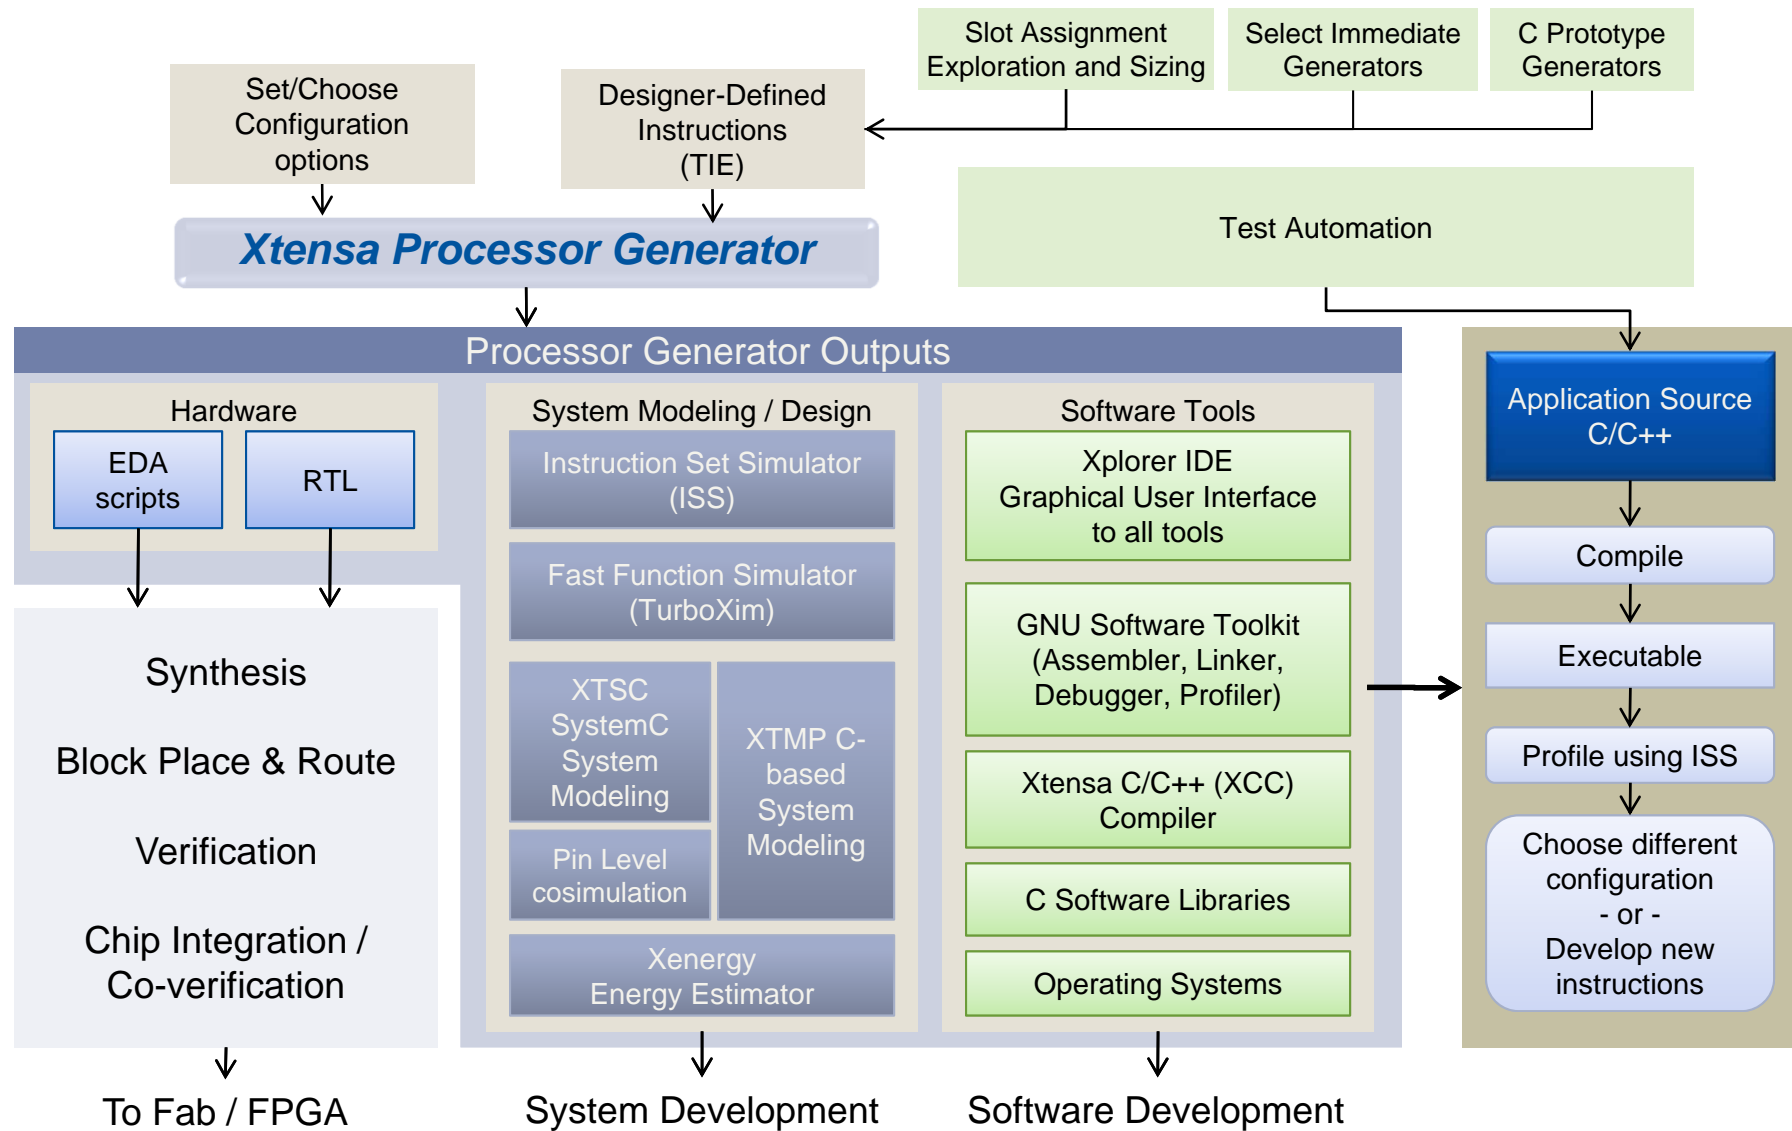 Slot Assignment
Exploration and Sizing
Select Immediate
Generators
C Prototype
Generators
Set/Choose
Configuration
options
Designer-Defined
Instructions
(TIE)
Test Automation
Xtensa Processor Generator
Processor Generator Outputs
Hardware
EDA
scripts
RTL
Synthesis
Block Place & Route
Verification
Chip Integration /
Co-verification
To Fab / FPGA
System Modeling / Design
Instruction Set Simulator
(ISS)
Fast Function Simulator
(TurboXim)
XTSC
SystemC
System
Modeling
XTMP C-
based
System
Modeling
Pin Level
cosimulation
Xenergy
Energy Estimator
System Development
Software Tools
Xplorer IDE
Graphical User Interface
to all tools
GNU Software Toolkit
(Assembler, Linker,
Debugger, Profiler)
Xtensa C/C++ (XCC)
Compiler
C Software Libraries
Operating Systems
Software Development
Application Source
C/C++
Compile
Executable
Profile using ISS
Choose different
configuration
- or -
Develop new
instructions